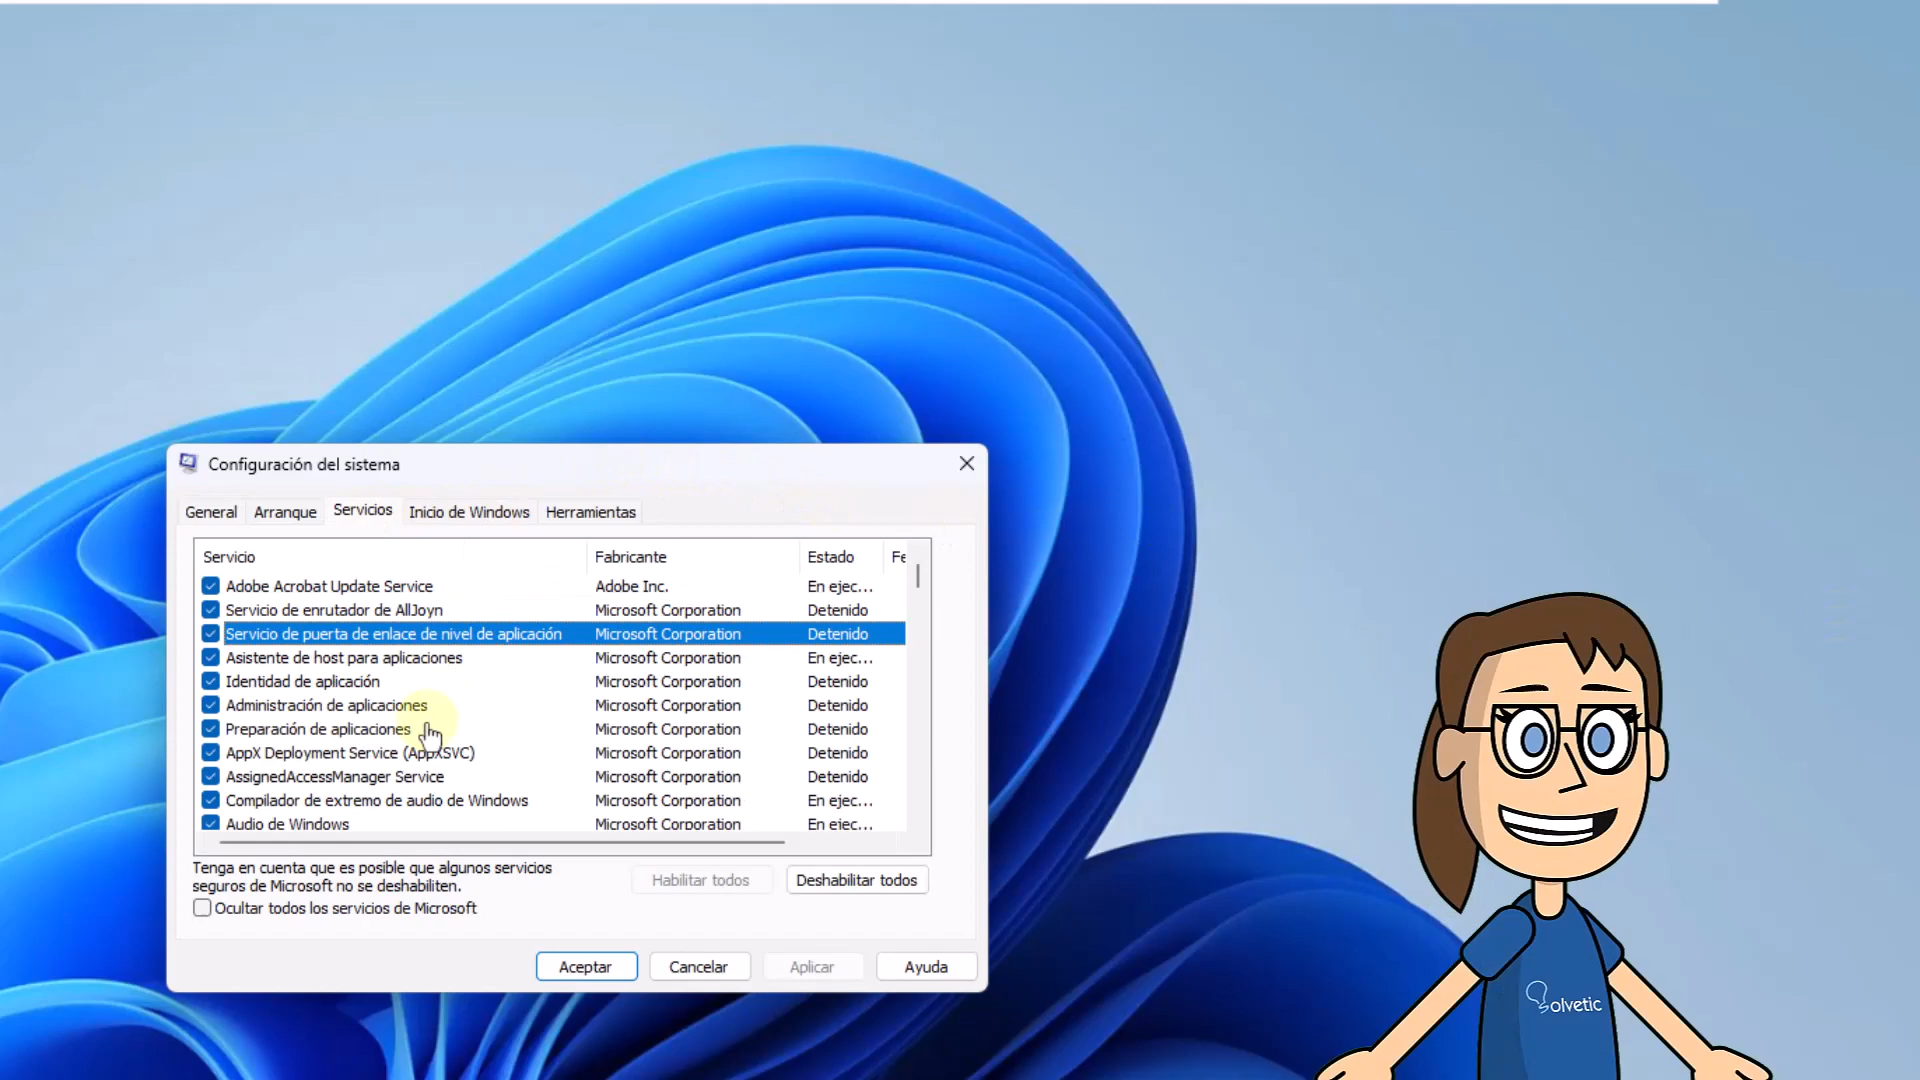 Configuración del sistema
General Arranque Servicios Inicio de Windows Herramientas
Servicio Fabricante Estado Fe
Adobe Acrobat Update Service Adobe Inc. En ejec...
Servicio de enrutador de AllJoyn Microsoft Corporation Detenido
Servicio de puerta de enlace de nivel de aplicación Microsoft Corporation Detenido
Asistente de host para aplicaciones Microsoft Corporation En ejec...
Identidad de aplicación Microsoft Corporation Detenido
Administración de aplicaciones Microsoft Corporation Detenido
Preparación de aplicaciones Microsoft Corporation Detenido
AppX Deployment Service (AppXSVC) Microsoft Corporation Detenido
AssignedAccessManager Service Microsoft Corporation Detenido
Compilador de extremo de audio de Windows Microsoft Corporation En ejec...
Audio de Windows Microsoft Corporation En ejec...
Tenga en cuenta que es posible que algunos servicios
seguros de Microsoft no se deshabiliten.
Habilitar todos Deshabilitar todos
Ocultar todos los servicios de Microsoft
Aceptar Cancelar Aplicar Ayuda
Solvetic